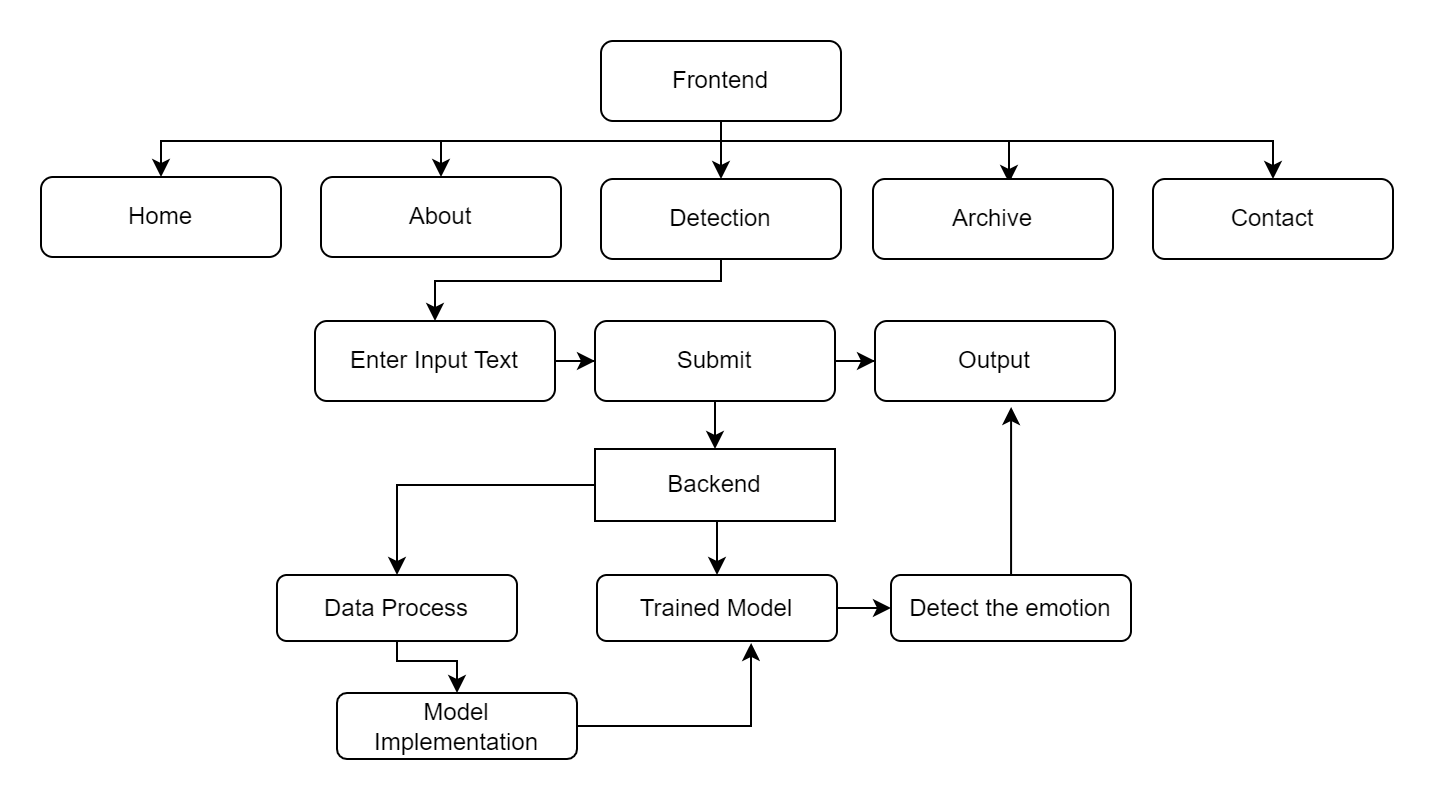 Frontend
Home
About
Detection
Archive
Contact
Enter Input Text
Submit
Output
Backend
Data Process
Trained Model
Detect the emotion
Model
Implementation